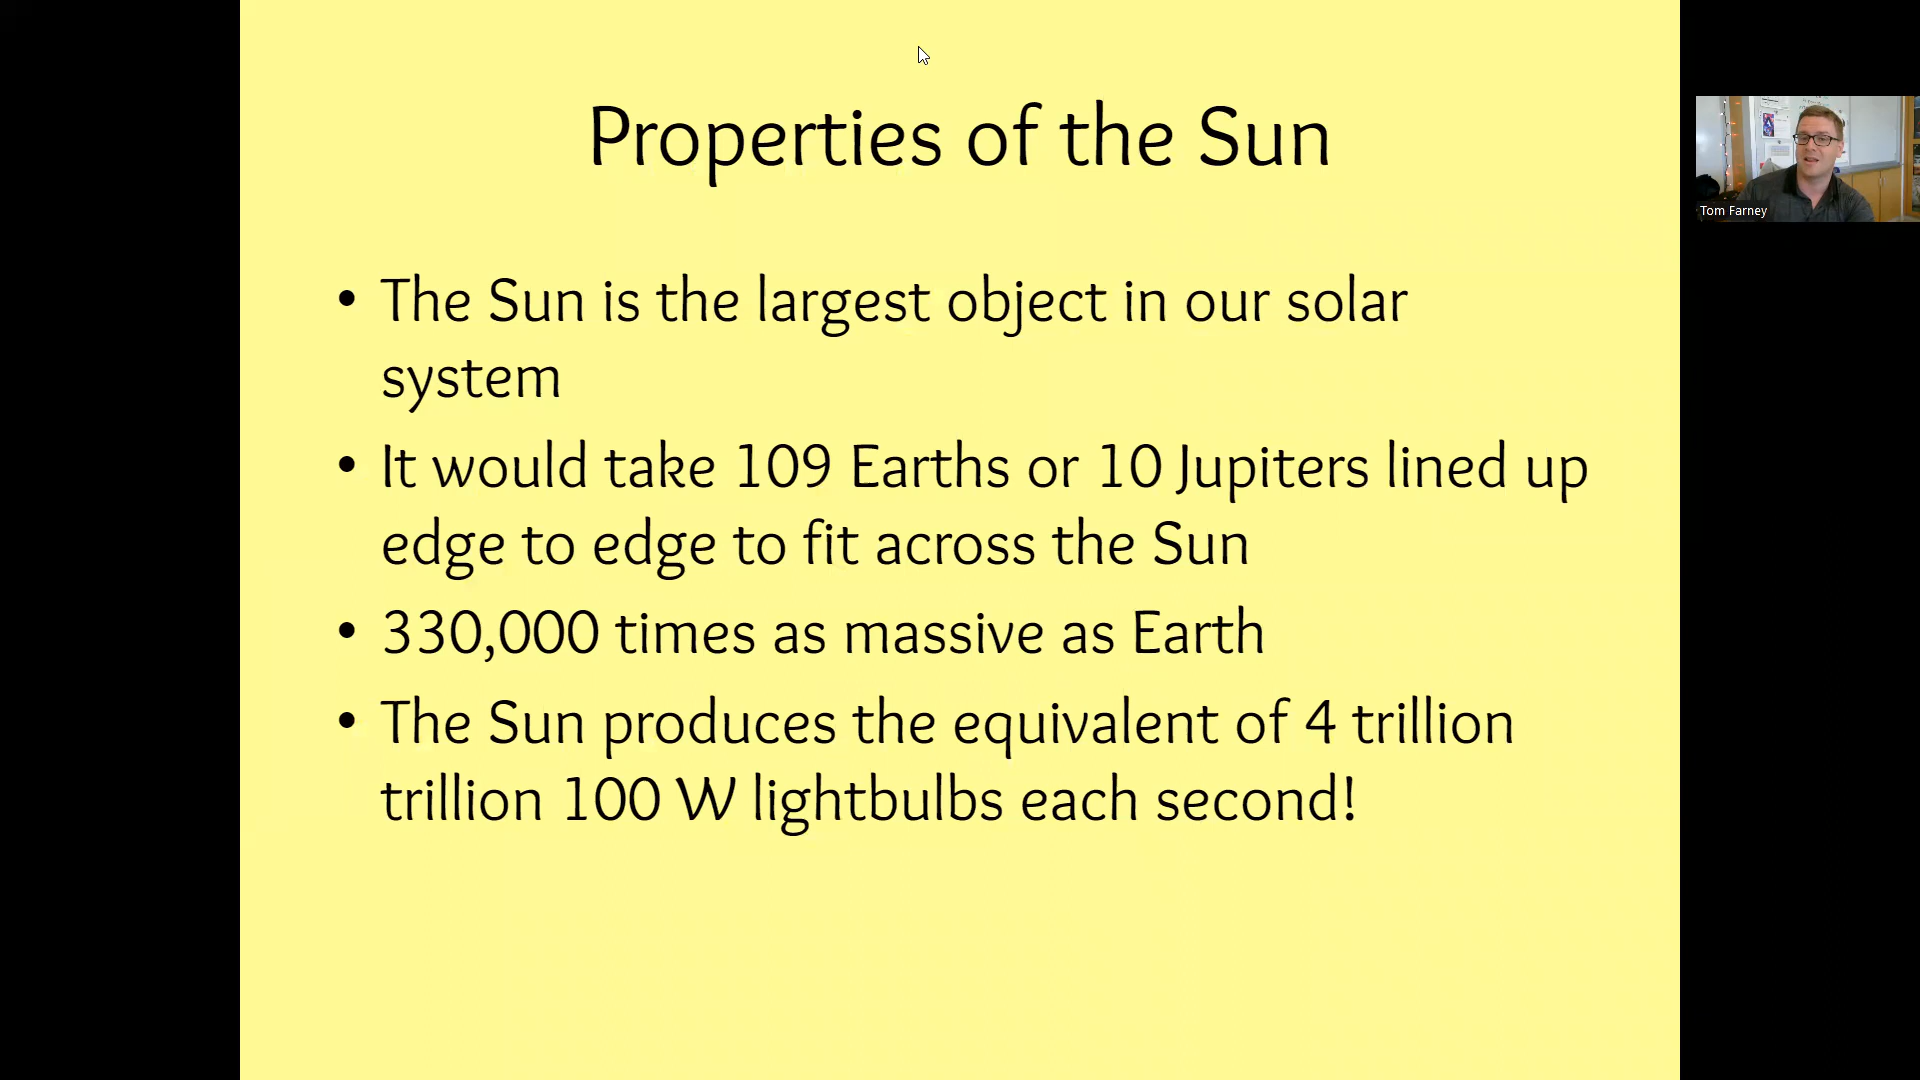 Properties of the Sun
• The Sun is the largest object in our solar
system
• It would take 109 Earths or 10 Jupiters lined up
edge to edge to fit across the Sun
• 330,000 times as massive as Earth
• The Sun produces the equivalent of 4 trillion
trillion 100 W lightbulbs each second!
Tom Farney